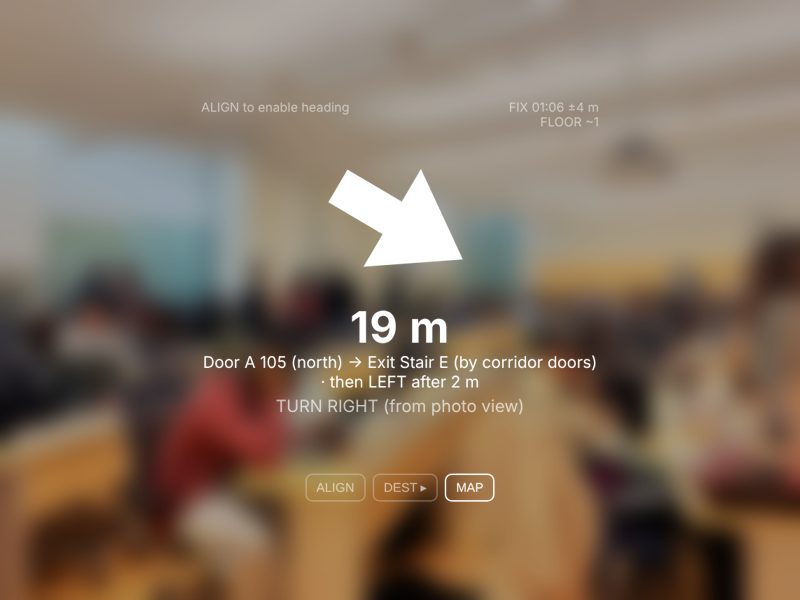 ALIGN to enable heading
FIX 01:06 ±4 m
FLOOR ~1
19 m
Door A 105 (north) → Exit Stair E (by corridor doors)
· then LEFT after 2 m
TURN RIGHT (from photo view)
ALIGN
DEST ▸
MAP